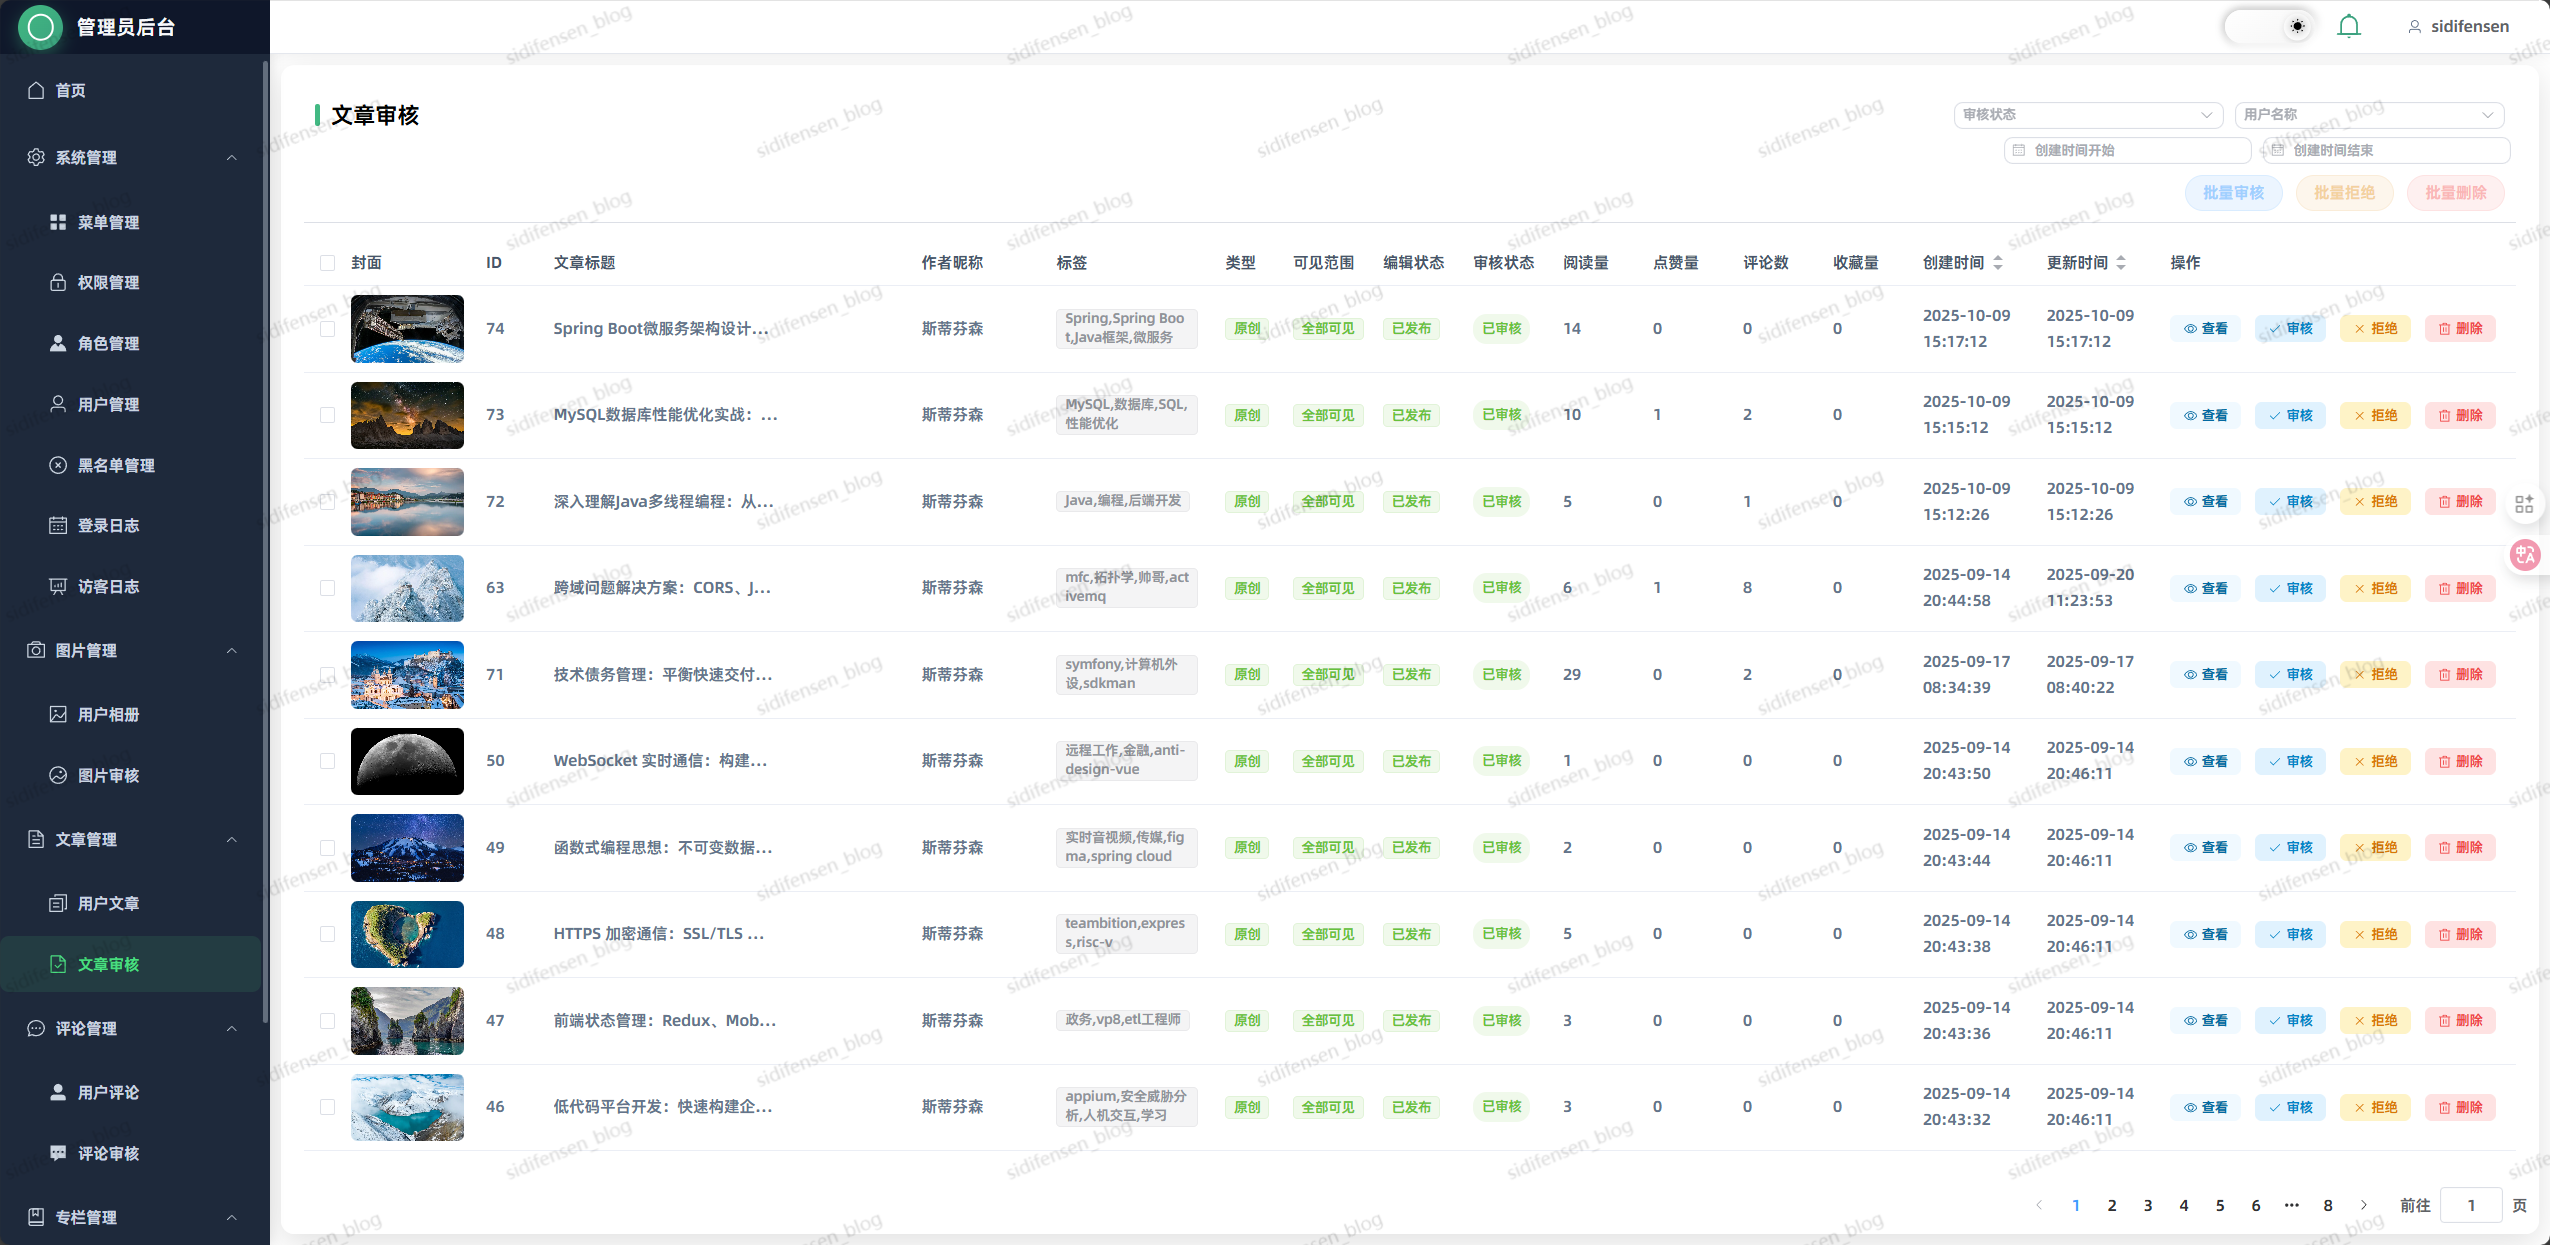 管理员后台
sidifensen
首页
系统管理
菜单管理
权限管理
角色管理
用户管理
黑名单管理
登录日志
访客日志
图片管理
用户相册
图片审核
文章管理
用户文章
文章审核
评论管理
用户评论
评论审核
专栏管理
文章审核
审核状态 用户名称
创建时间开始 创建时间结束
批量审核 批量拒绝 批量删除
封面 ID 文章标题 作者昵称 标签 类型 可见范围 编辑状态 审核状态 阅读量 点赞量 评论数 收藏量 创建时间 更新时间 操作
74 Spring Boot微服务架构设计... 斯蒂芬森 Spring,Spring Boo
t,Java框架,微服务 原创 全部可见 已发布 已审核 14 0 0 0 2025-10-09
15:17:12 2025-10-09
15:17:12 查看 审核 拒绝 删除
73 MySQL数据库性能优化实战：... 斯蒂芬森 MySQL,数据库,SQL,
性能优化 原创 全部可见 已发布 已审核 10 1 2 0 2025-10-09
15:15:12 2025-10-09
15:15:12 查看 审核 拒绝 删除
72 深入理解Java多线程编程：从... 斯蒂芬森 Java,编程,后端开发 原创 全部可见 已发布 已审核 5 0 1 0 2025-10-09
15:12:26 2025-10-09
15:12:26 查看 审核 拒绝 删除
63 跨域问题解决方案：CORS、J... 斯蒂芬森 mfc,拓扑学,帅哥,act
ivemq 原创 全部可见 已发布 已审核 6 1 8 0 2025-09-14
20:44:58 2025-09-20
11:23:53 查看 审核 拒绝 删除
71 技术债务管理：平衡快速交付... 斯蒂芬森 symfony,计算机外
设,sdkman 原创 全部可见 已发布 已审核 29 0 2 0 2025-09-17
08:34:39 2025-09-17
08:40:22 查看 审核 拒绝 删除
50 WebSocket 实时通信：构建... 斯蒂芬森 远程工作,金融,anti-
design-vue 原创 全部可见 已发布 已审核 1 0 0 0 2025-09-14
20:43:50 2025-09-14
20:46:11 查看 审核 拒绝 删除
49 函数式编程思想：不可变数据... 斯蒂芬森 实时音视频,传媒,fig
ma,spring cloud 原创 全部可见 已发布 已审核 2 0 0 0 2025-09-14
20:43:44 2025-09-14
20:46:11 查看 审核 拒绝 删除
48 HTTPS 加密通信：SSL/TLS ... 斯蒂芬森 teambition,expres
s,risc-v 原创 全部可见 已发布 已审核 5 0 0 0 2025-09-14
20:43:38 2025-09-14
20:46:11 查看 审核 拒绝 删除
47 前端状态管理：Redux、Mob... 斯蒂芬森 政务,vp8,etl工程师 原创 全部可见 已发布 已审核 3 0 0 0 2025-09-14
20:43:36 2025-09-14
20:46:11 查看 审核 拒绝 删除
46 低代码平台开发：快速构建企... 斯蒂芬森 appium,安全威胁分
析,人机交互,学习 原创 全部可见 已发布 已审核 3 0 0 0 2025-09-14
20:43:32 2025-09-14
20:46:11 查看 审核 拒绝 删除
1 2 3 4 5 6 ... 8 前往 1 页
sidifensen_blog